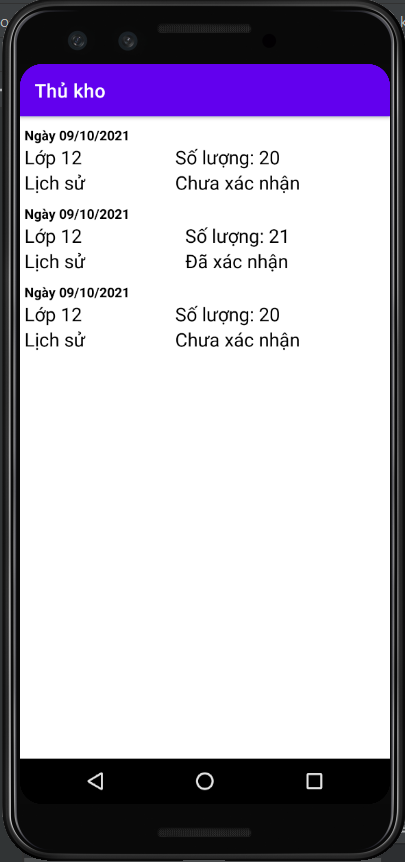 Thủ kho
Ngày 09/10/2021
Lớp 12 Số lượng: 20
Lịch sử Chưa xác nhận
Ngày 09/10/2021
Lớp 12 Số lượng: 21
Lịch sử Đã xác nhận
Ngày 09/10/2021
Lớp 12 Số lượng: 20
Lịch sử Chưa xác nhận